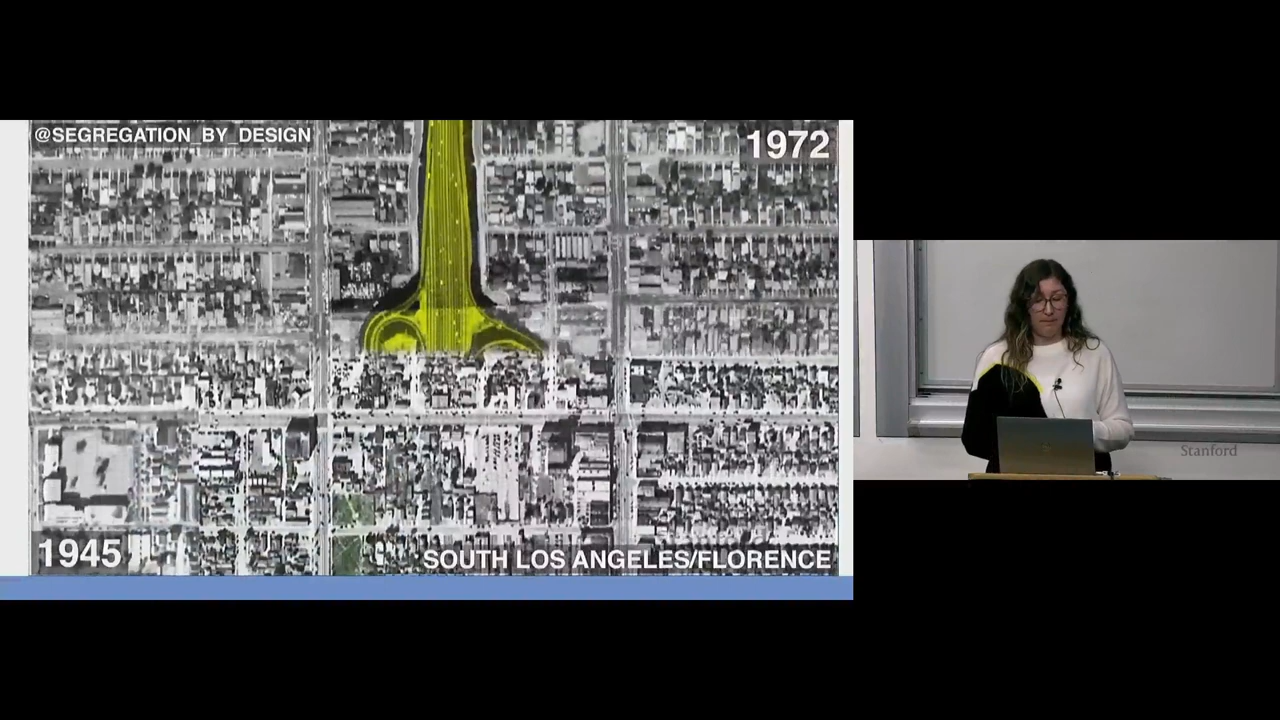 @SEGREGATION_BY_DESIGN
1972
1945
SOUTH LOS ANGELES/FLORENCE
Stanford